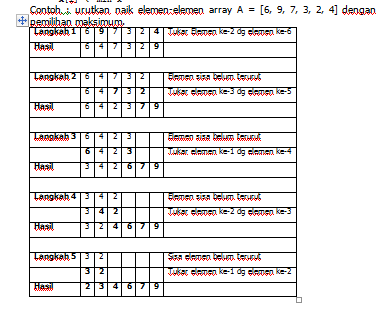 Contoh : urutkan naik elemen-elemen array A = [6, 9, 7, 3, 2, 4] dengan
pemilihan maksimum.
Langkah 1 6 9 7 3 2 4 Tukar Elemen ke-2 dg elemen ke-6
Hasil 6 4 7 3 2 9
Langkah 2 6 4 7 3 2 Elemen sisa belum terurut
6 4 7 3 2 Tukar elemen ke-3 dg elemen ke-5
Hasil 6 4 2 3 7 9
Langkah 3 6 4 2 3 Elemen sisa belum terurut
6 4 2 3 Tukar elemen ke-1 dg elemen ke-4
Hasil 3 4 2 6 7 9
Langkah 4 3 4 2 Elemen sisa belum terurut
3 4 2 Tukar elemen ke-2 dg elemen ke-3
Hasil 3 2 4 6 7 9
Langkah 5 3 2 Sisa elemen belum terurut
3 2 Tukar elemen ke-1 dg elemen ke-2
Hasil 2 3 4 6 7 9